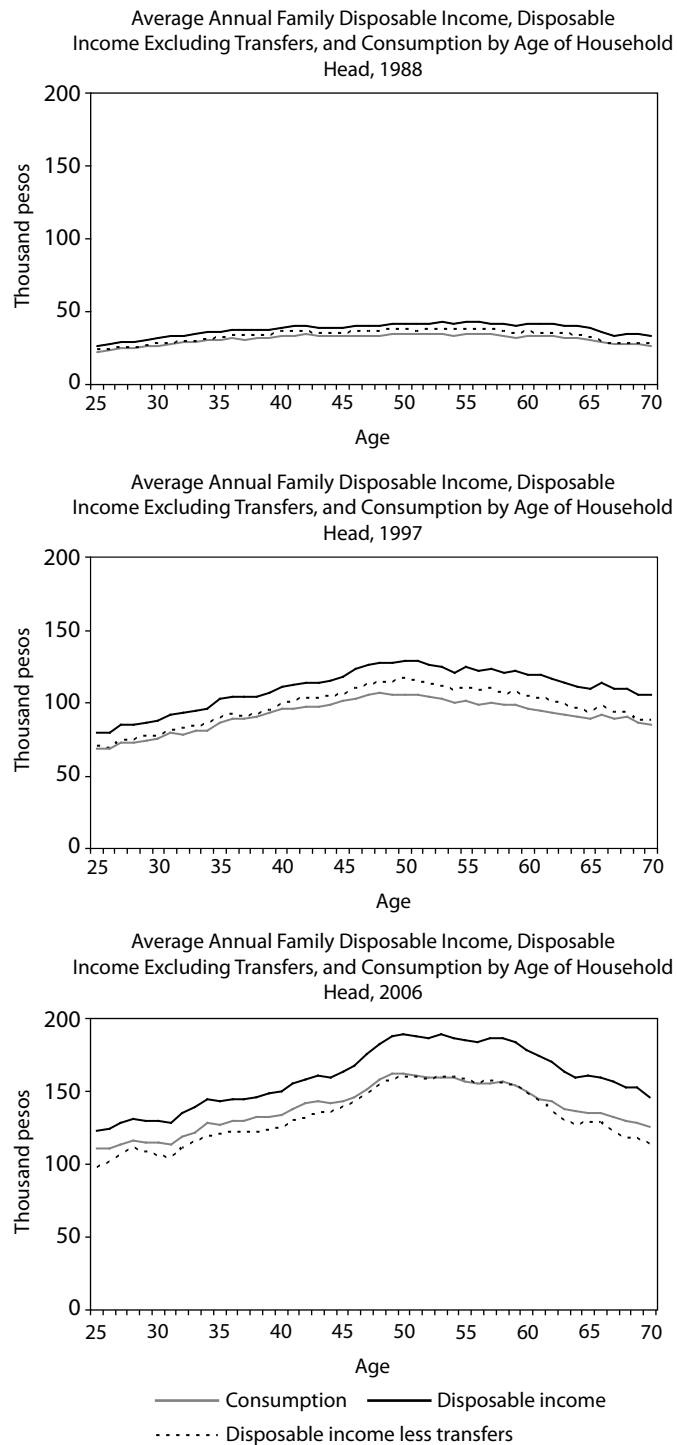 Average Annual Family Disposable Income, Disposable
Income Excluding Transfers, and Consumption by Age of Household
Head, 1988
200
150
100
50
0
Thousand pesos
25 30 35 40 45 50 55 60 65 70
Age
Average Annual Family Disposable Income, Disposable
Income Excluding Transfers, and Consumption by Age of Household
Head, 1997
200
150
100
50
0
Thousand pesos
25 30 35 40 45 50 55 60 65 70
Age
Average Annual Family Disposable Income, Disposable
Income Excluding Transfers, and Consumption by Age of Household
Head, 2006
200
150
100
50
0
Thousand pesos
25 30 35 40 45 50 55 60 65 70
Age
Consumption Disposable income
Disposable income less transfers